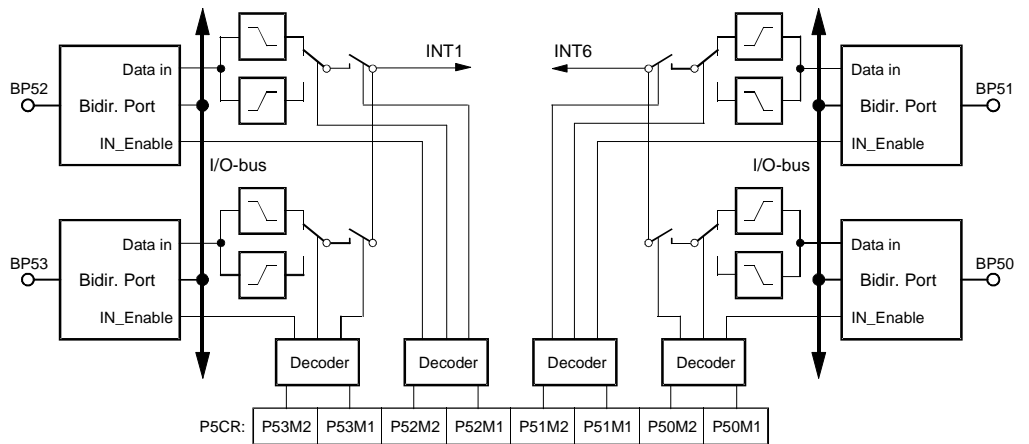 INT1 INT6
Data in Data in
BP52 Bidir. Port Bidir. Port BP51
IN_Enable IN_Enable
I/O-bus I/O-bus
Data in Data in
BP53 Bidir. Port Bidir. Port BP50
IN_Enable IN_Enable
Decoder Decoder Decoder Decoder
P5CR: P53M2 P53M1 P52M2 P52M1 P51M2 P51M1 P50M2 P50M1